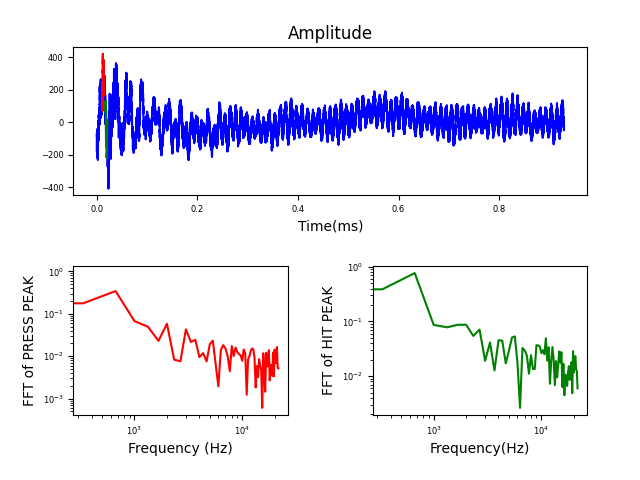 Amplitude
400
200
0
−200
−400
0.0 0.2 0.4 0.6 0.8
Time(ms)
FFT of PRESS PEAK
10⁰
10⁻¹
10⁻²
10⁻³
10³ 10⁴
Frequency (Hz)
FFT of HIT PEAK
10⁰
10⁻¹
10⁻²
10³ 10⁴
Frequency(Hz)